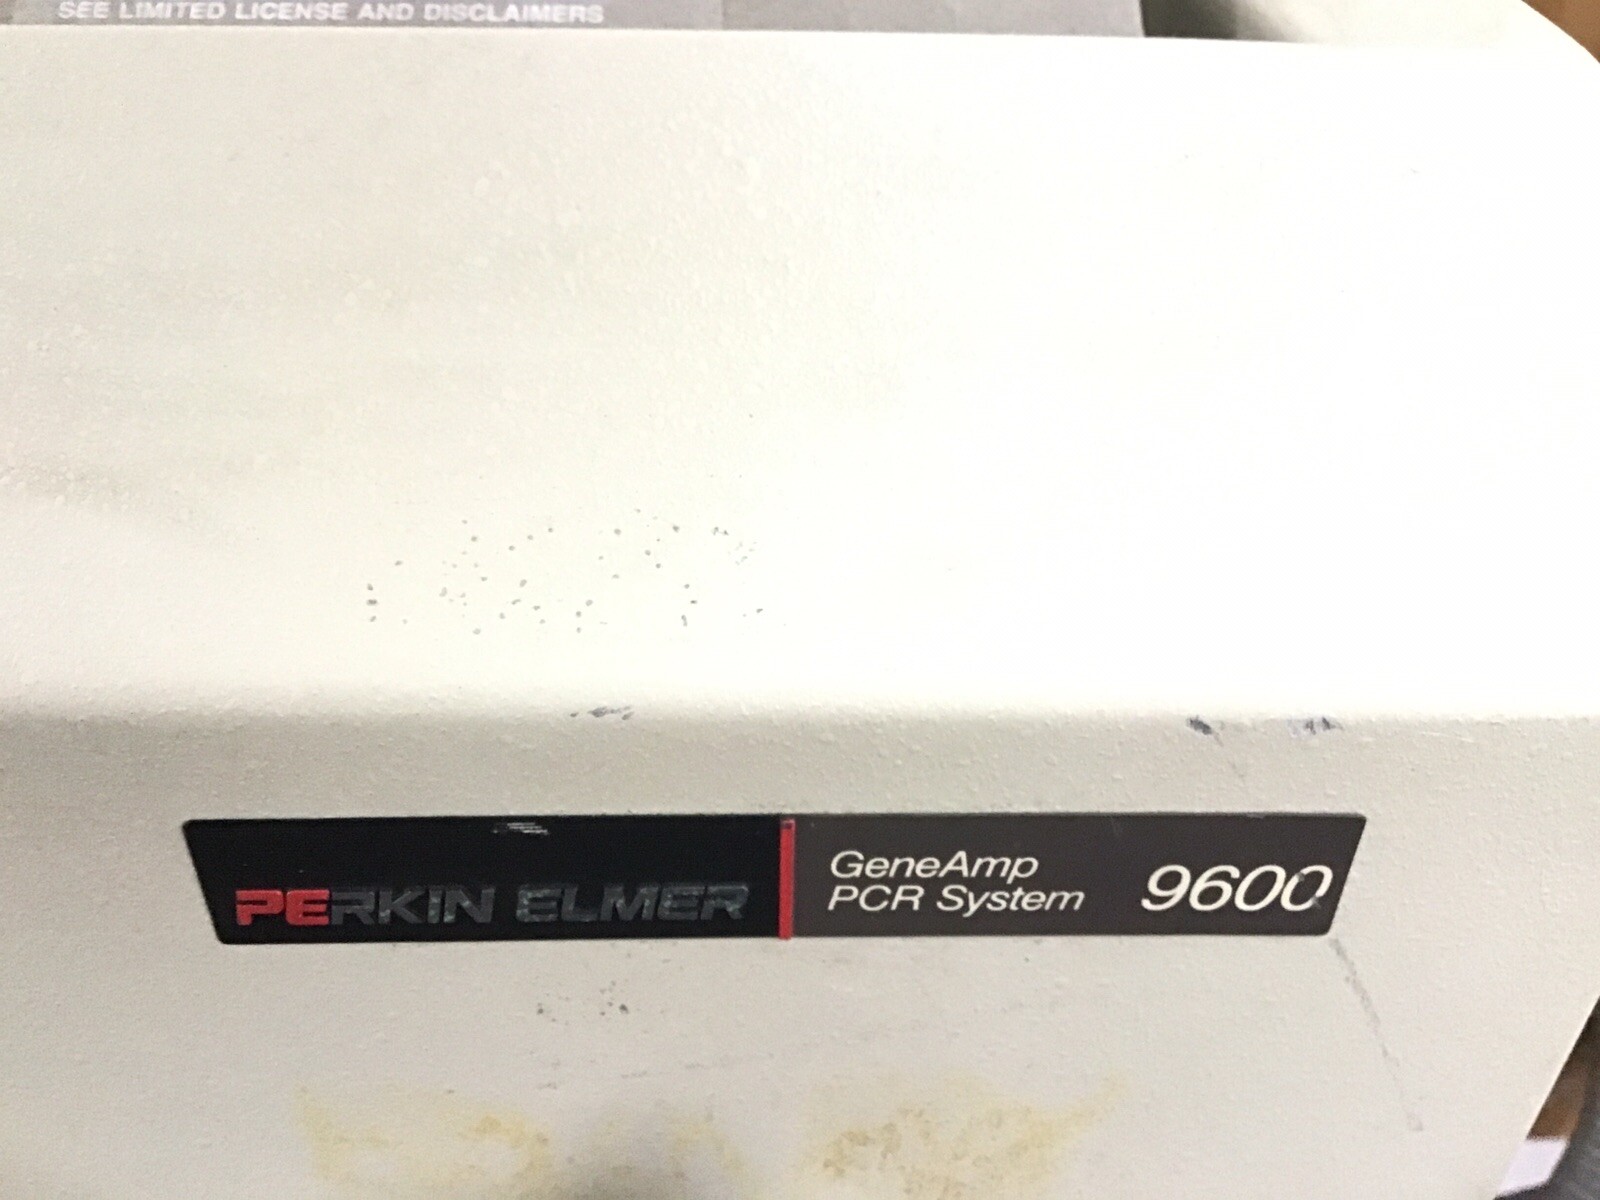 SEE LIMITED LICENSE AND DISCLAIMERS
PERKIN ELMER
GeneAmp
PCR System
9600